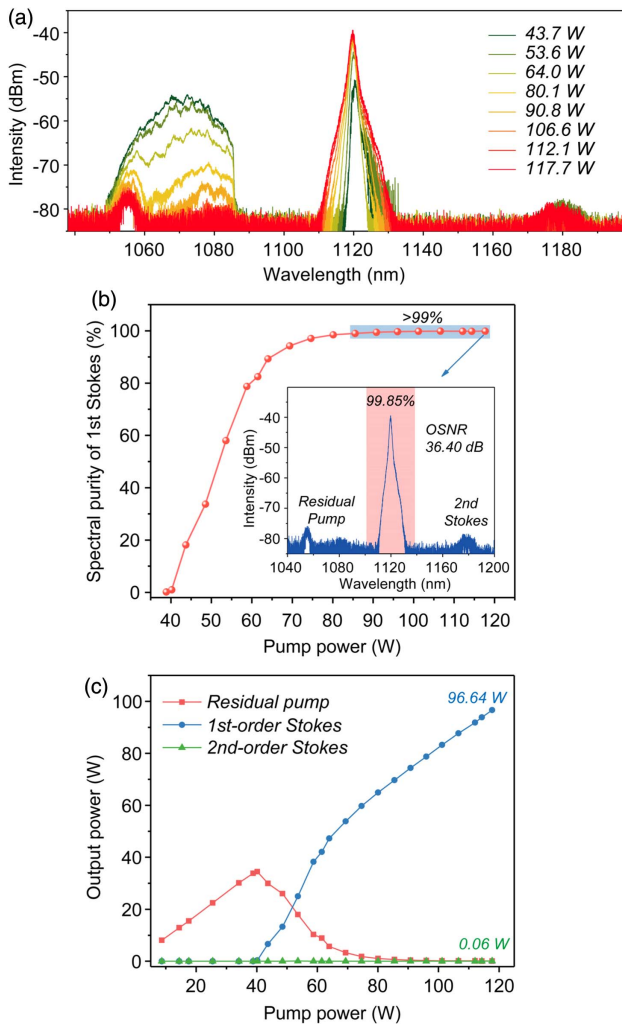 (a)
-40
-50
-60
-70
-80
Intensity (dBm)
43.7 W
53.6 W
64.0 W
80.1 W
90.8 W
106.6 W
112.1 W
117.7 W
1060
1080
1100
1120
1140
1160
1180
Wavelength (nm)
(b)
100
80
60
40
20
0
Spectral purity of 1st Stokes (%)
>99%
-40
-50
-60
-70
-80
Intensity (dBm)
99.85%
OSNR
36.40 dB
Residual
Pump
2nd
Stokes
1040
1080
1120
1160
1200
Wavelength (nm)
40
50
60
70
80
90
100
110
120
Pump power (W)
(c)
100
80
60
40
20
0
Output power (W)
Residual pump
1st-order Stokes
2nd-order Stokes
96.64 W
0.06 W
20
40
60
80
100
120
Pump power (W)